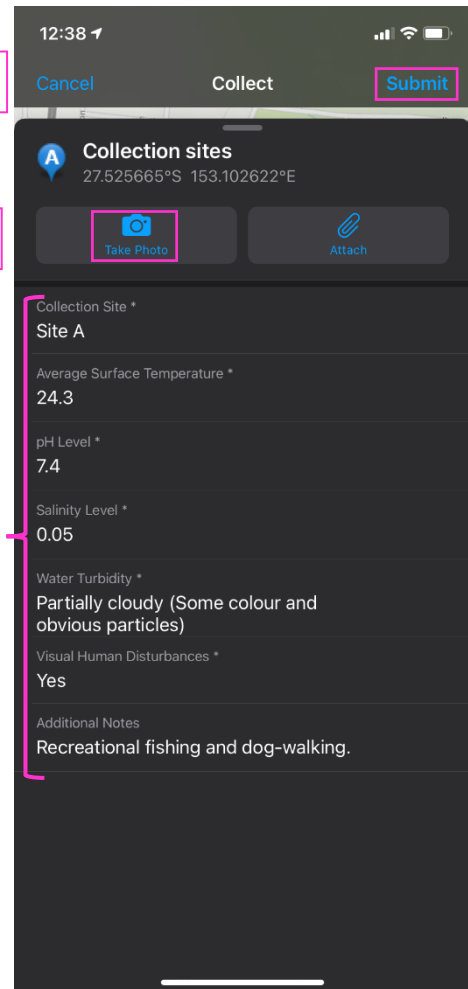 12:38
Cancel Collect Submit
A Collection sites
27.525665°S 153.102622°E
Take Photo Attach
Collection Site *
Site A
Average Surface Temperature *
24.3
pH Level *
7.4
Salinity Level *
0.05
Water Turbidity *
Partially cloudy (Some colour and
obvious particles)
Visual Human Disturbances *
Yes
Additional Notes
Recreational fishing and dog-walking.